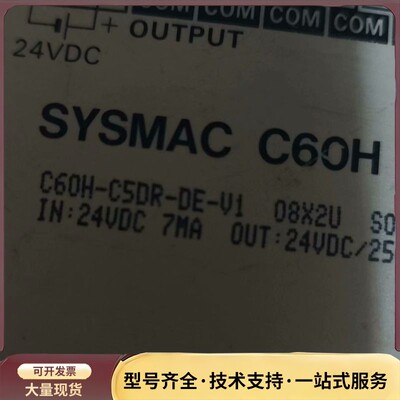 COM COM COM COM
+ OUTPUT
24VDC
SYSMAC C60H
C60H-C5DR-DE-V1 08X2U SO
IN:24VDC 7MA OUT:24VDC/25
可开发票
大量现货
型号齐全·技术支持·一站式服务